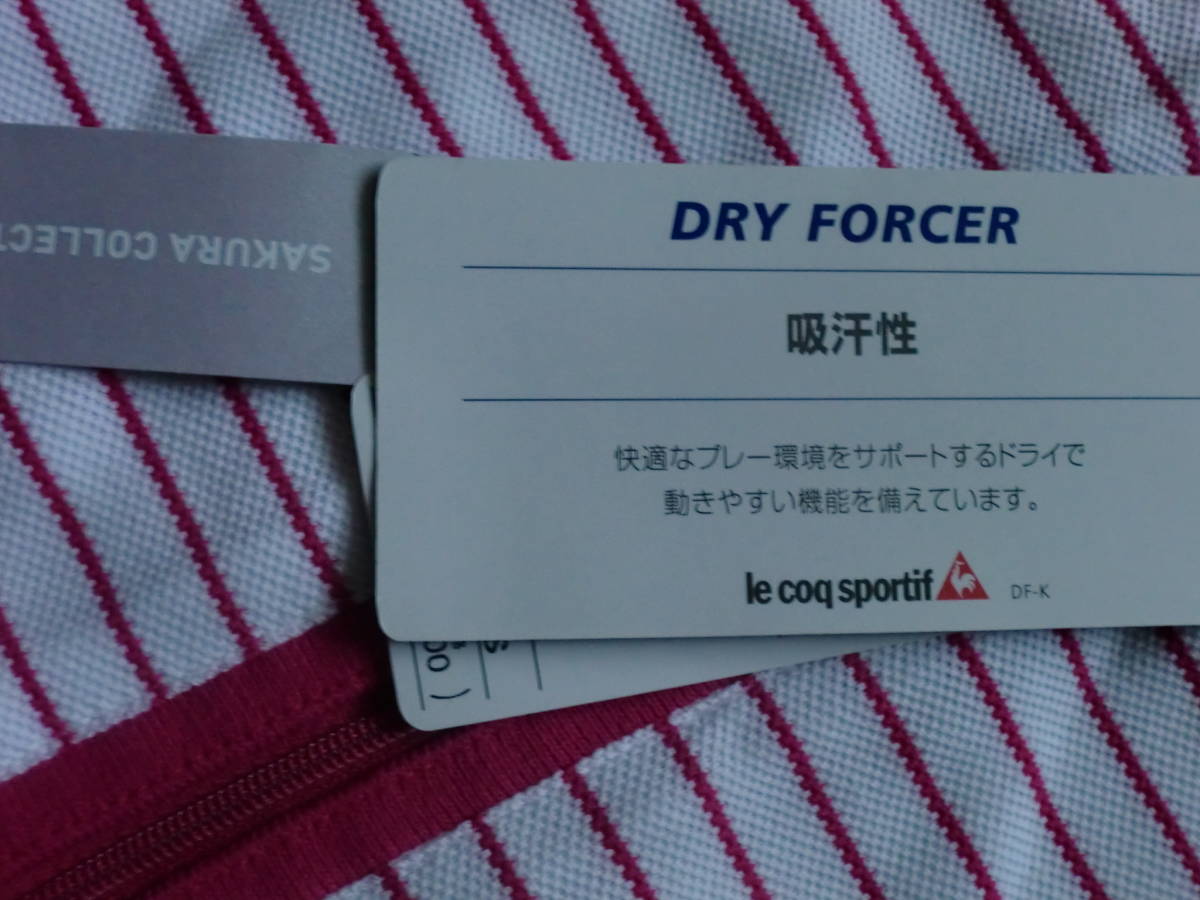 DRY FORCER
吸汗性
快適なプレー環境をサポートするドライで
動きやすい機能を備えています。
le coq sportif
DF-K
SAKURA COLLECT
S
00 )